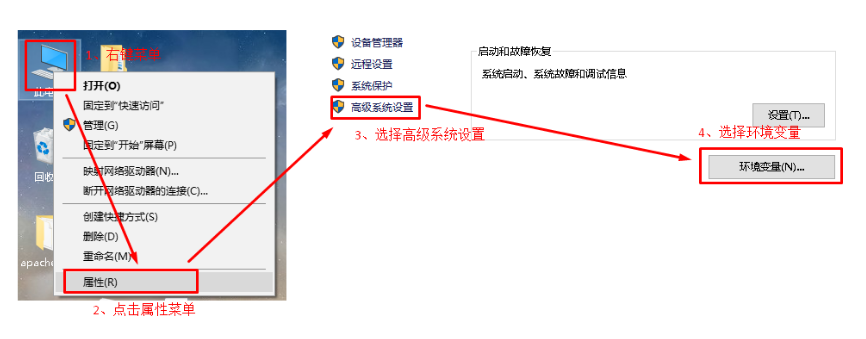 1、右键菜单
此电
打开(O)
固定到"快速访问"
管理(G)
固定到"开始"屏幕(P)
映射网络驱动器(N)...
断开网络驱动器的连接(C)...
创建快捷方式(S)
删除(D)
重命名(M)
属性(R)
回收
apache
2、点击属性菜单
设备管理器
远程设置
系统保护
高级系统设置
3、选择高级系统设置
启动和故障恢复
系统启动、系统故障和调试信息
设置(T)...
4、选择环境变量
环境变量(N)...